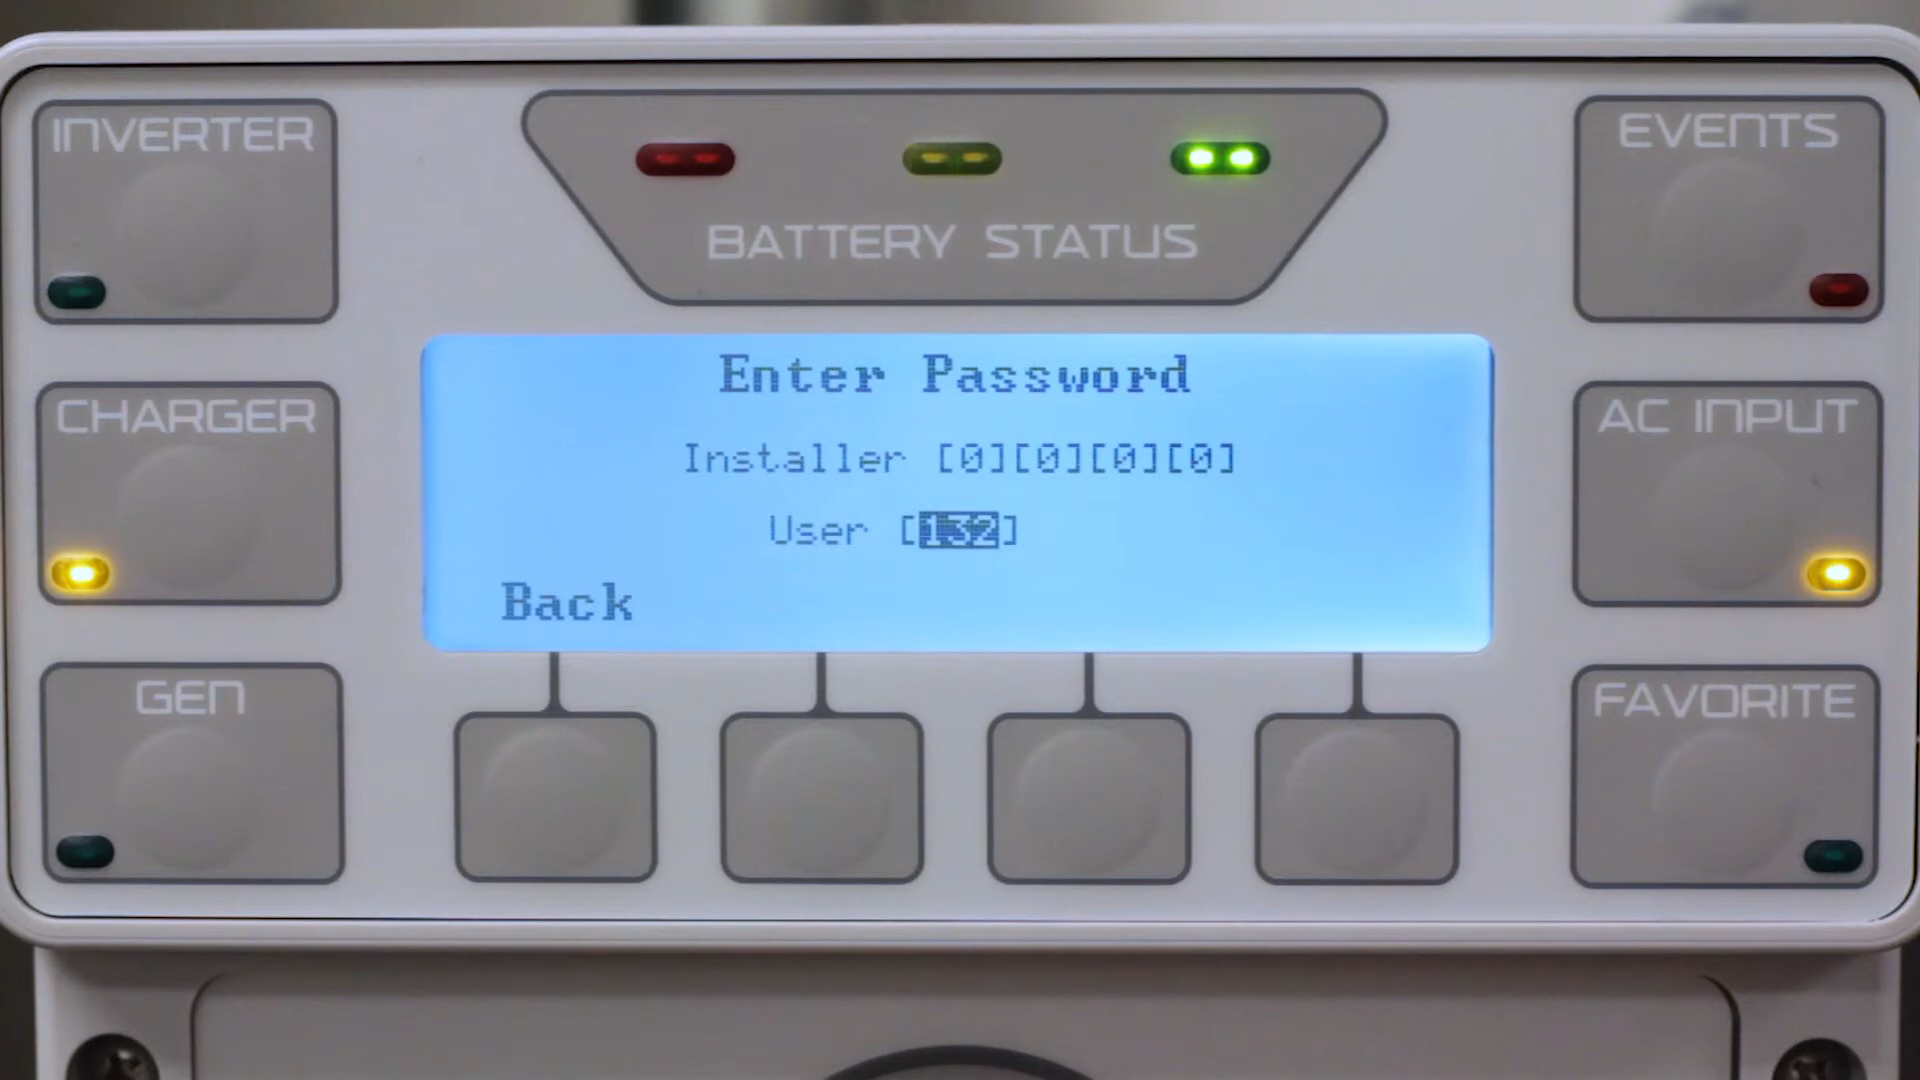 INVERTER
BATTERY STATUS
EVENTS
CHARGER
AC INPUT
GEN
FAVORITE
Enter Password
Installer [0][0][0][0]
User [132]
Back